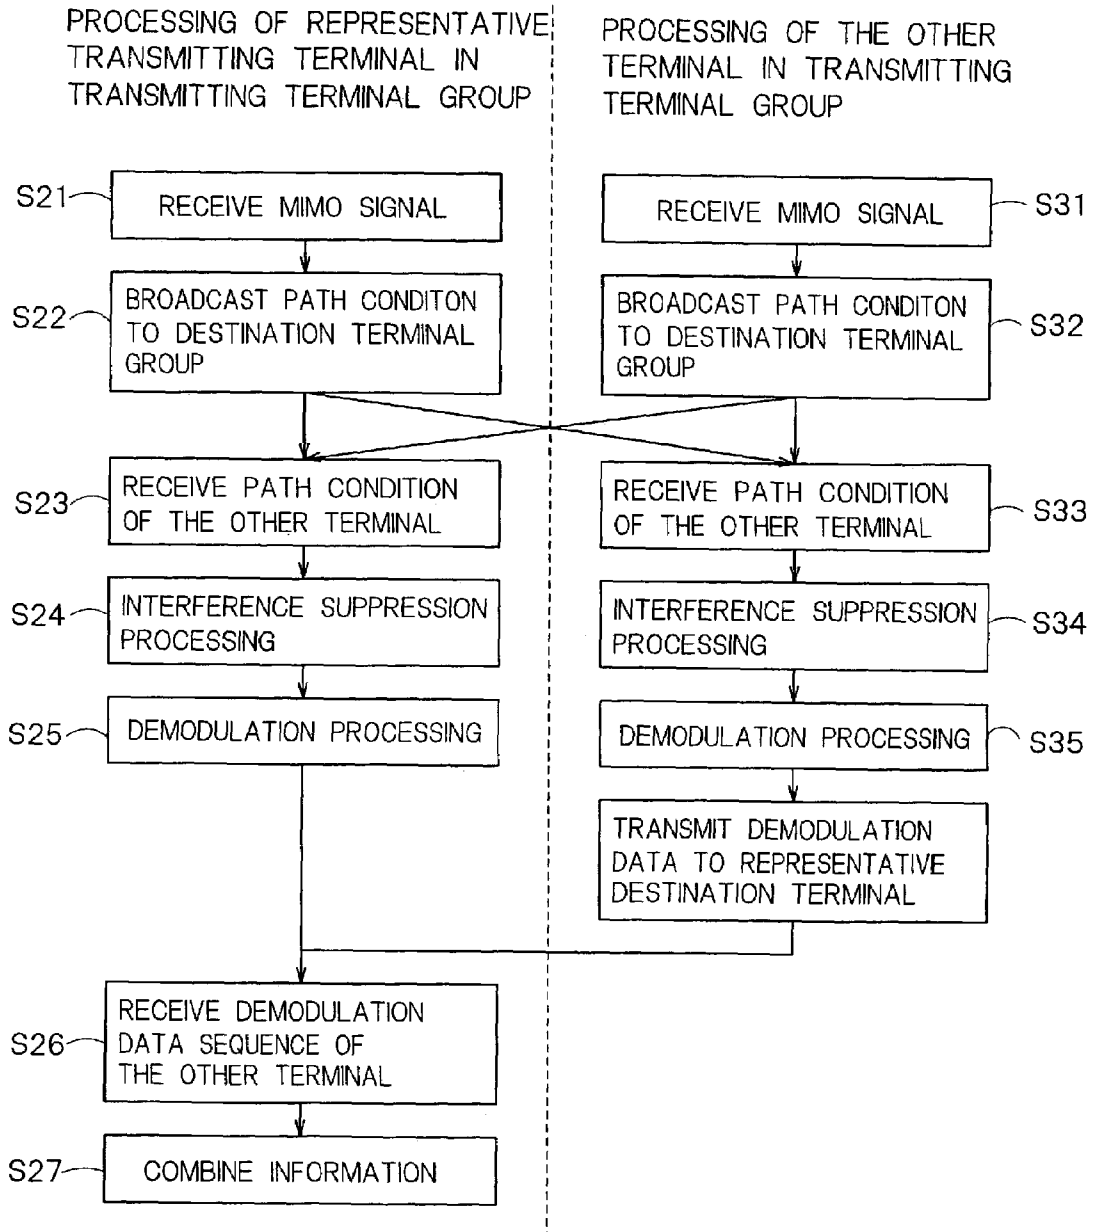 PROCESSING OF REPRESENTATIVE
TRANSMITTING TERMINAL IN
TRANSMITTING TERMINAL GROUP
PROCESSING OF THE OTHER
TERMINAL IN TRANSMITTING
TERMINAL GROUP
S21
RECEIVE MIMO SIGNAL
RECEIVE MIMO SIGNAL
S31
S22
BROADCAST PATH CONDITON
TO DESTINATION TERMINAL
GROUP
BROADCAST PATH CONDITON
TO DESTINATION TERMINAL
GROUP
S32
S23
RECEIVE PATH CONDITION
OF THE OTHER TERMINAL
RECEIVE PATH CONDITION
OF THE OTHER TERMINAL
S33
S24
INTERFERENCE SUPPRESSION
PROCESSING
INTERFERENCE SUPPRESSION
PROCESSING
S34
S25
DEMODULATION PROCESSING
DEMODULATION PROCESSING
S35
TRANSMIT DEMODULATION
DATA TO REPRESENTATIVE
DESTINATION TERMINAL
S26
RECEIVE DEMODULATION
DATA SEQUENCE OF
THE OTHER TERMINAL
S27
COMBINE INFORMATION